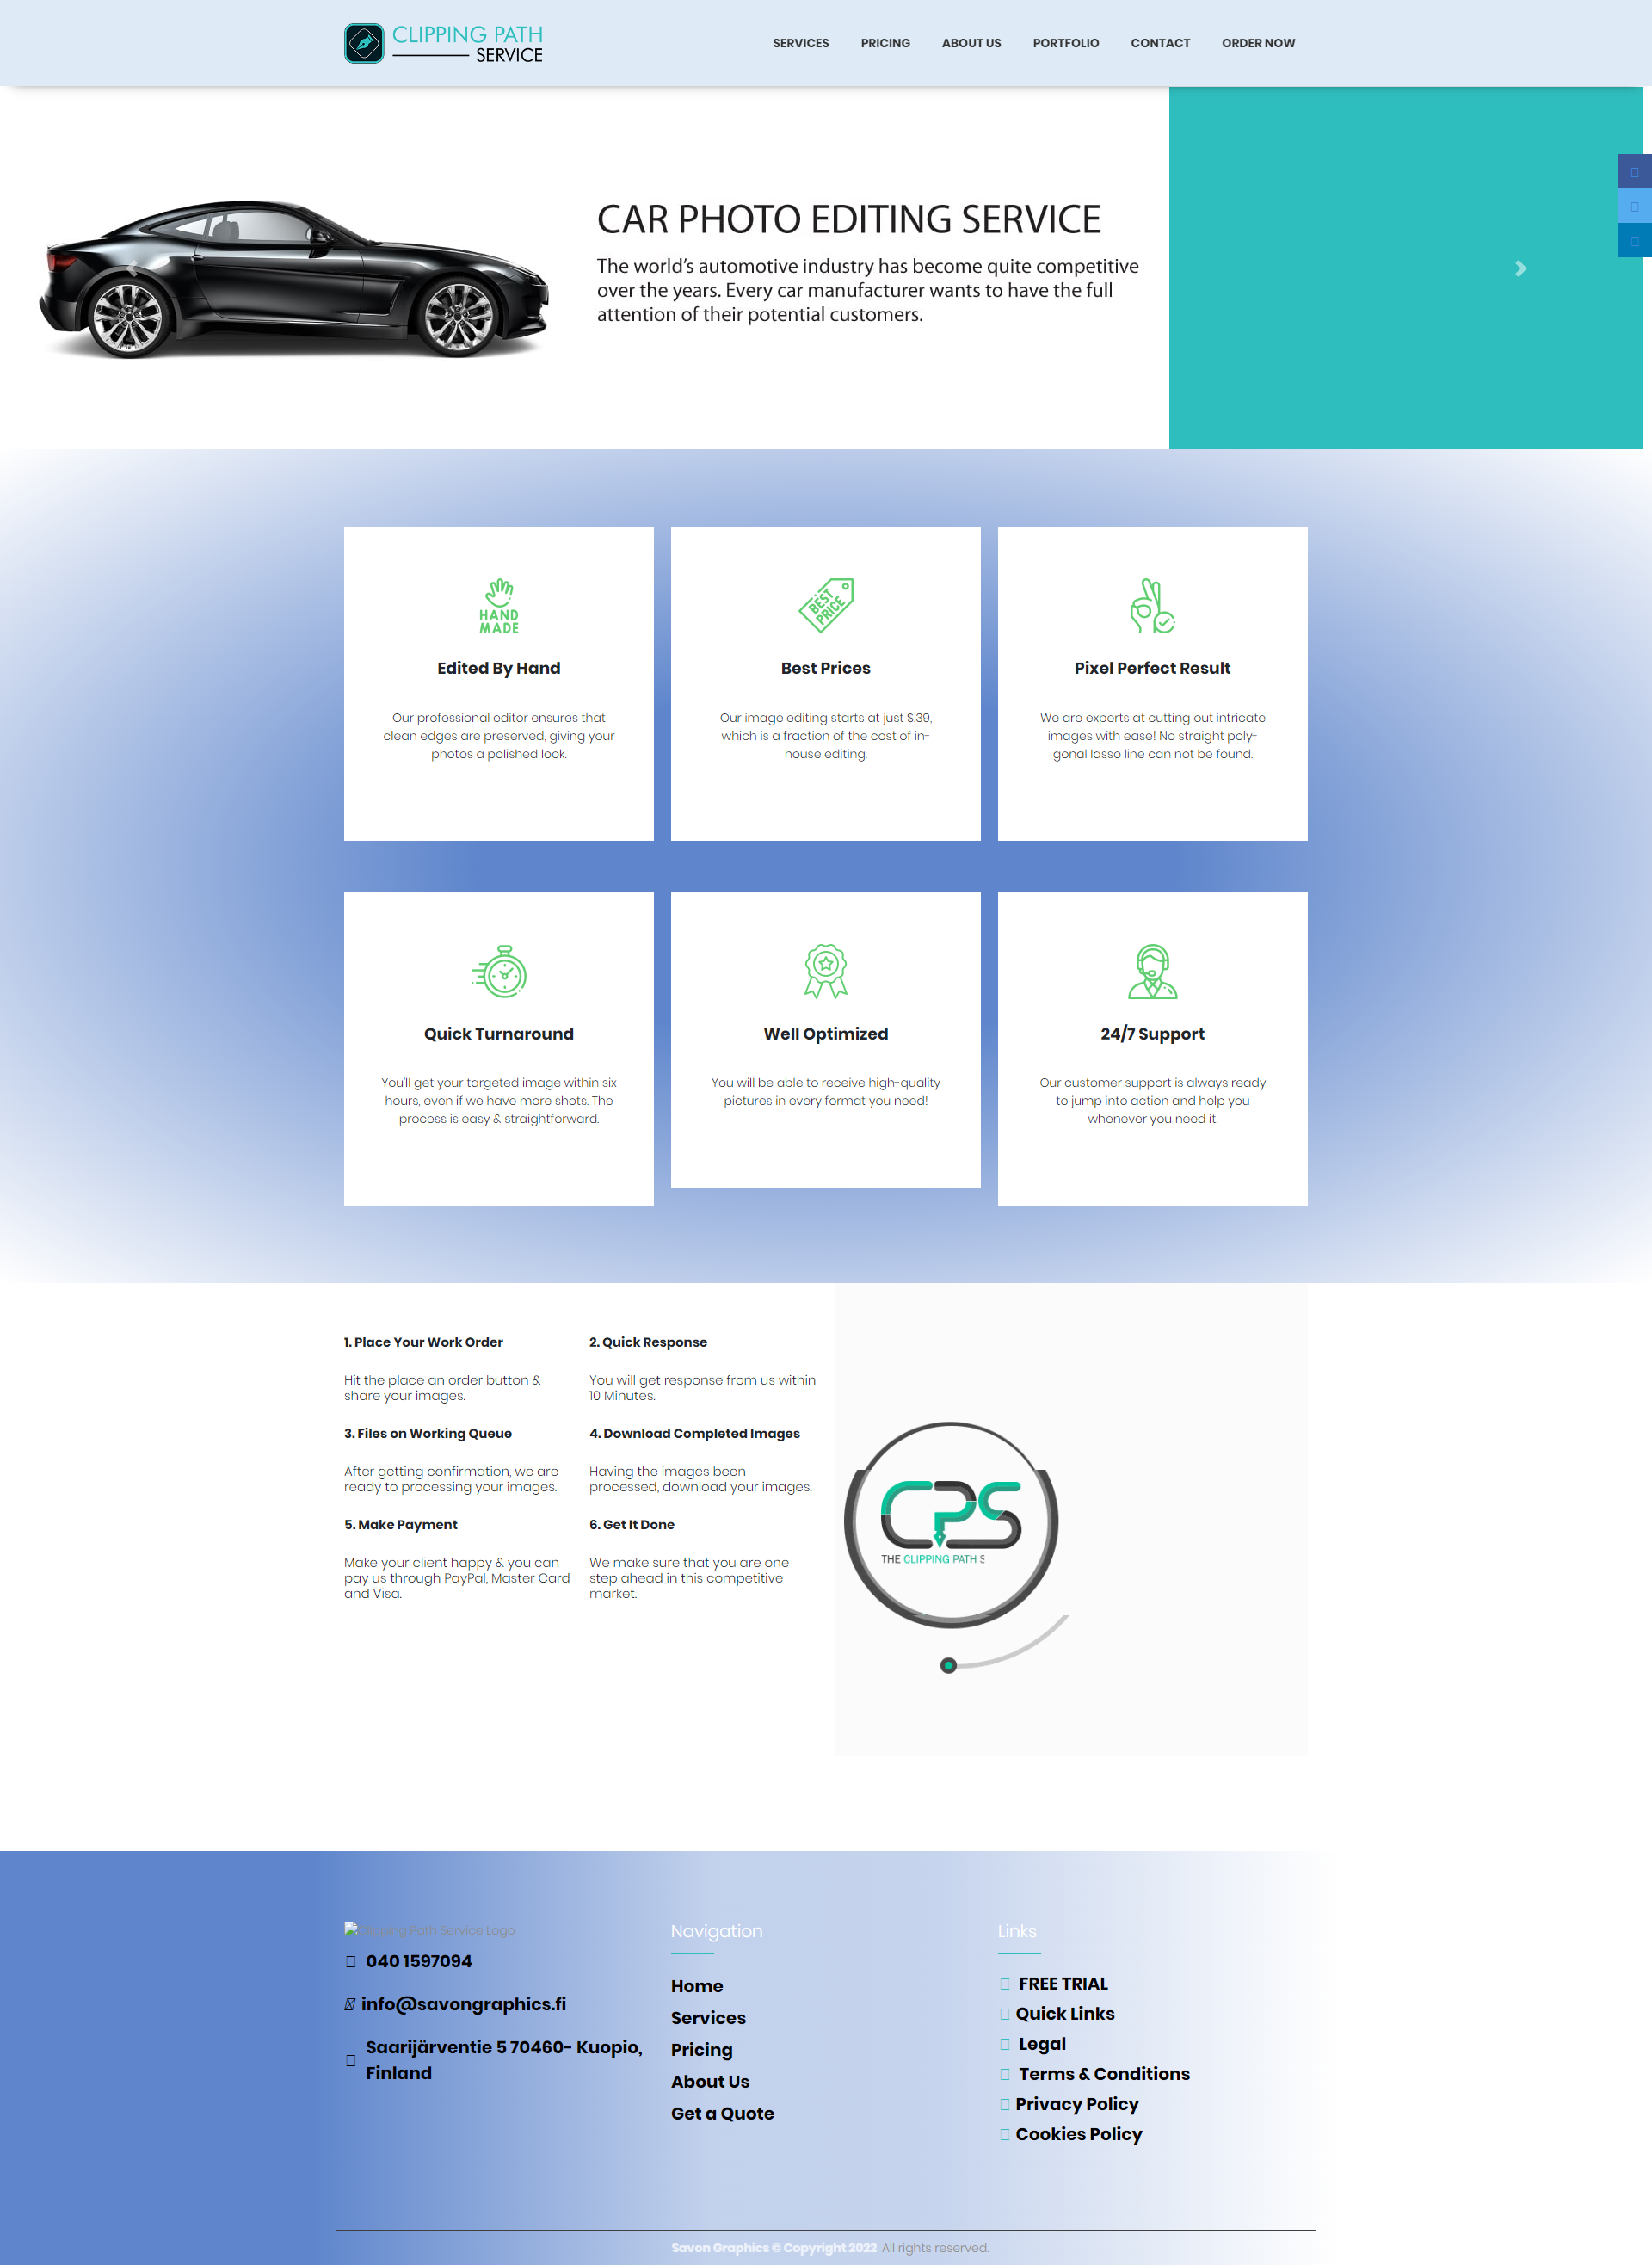 CLIPPING PATH
SERVICE
SERVICES PRICING ABOUT US PORTFOLIO CONTACT ORDER NOW
CAR PHOTO EDITING SERVICE
The world's automotive industry has become quite competitive
over the years. Every car manufacturer wants to have the full
attention of their potential customers.
HAND
MADE
Edited By Hand
Our professional editor ensures that
clean edges are preserved, giving your
photos a polished look.
BEST
PRICE
Best Prices
Our image editing starts at just $.39,
which is a fraction of the cost of in-
house editing.
Pixel Perfect Result
We are experts at cutting out intricate
images with ease! No straight poly-
gonal lasso line can not be found.
Quick Turnaround
You'll get your targeted image within six
hours, even if we have more shots. The
process is easy & straightforward.
Well Optimized
You will be able to receive high-quality
pictures in every format you need!
24/7 Support
Our customer support is always ready
to jump into action and help you
whenever you need it.
1. Place Your Work Order
Hit the place an order button &
share your images.
2. Quick Response
You will get response from us within
10 Minutes.
3. Files on Working Queue
After getting confirmation, we are
ready to processing your images.
4. Download Completed Images
Having the images been
processed, download your images.
5. Make Payment
Make your client happy & you can
pay us through PayPal, Master Card
and Visa.
6. Get It Done
We make sure that you are one
step ahead in this competitive
market.
CPS
THE CLIPPING PATH S
Clipping Path Service Logo
040 1597094
info@savongraphics.fi
Saarijärventie 5 70460- Kuopio,
Finland
Navigation
Home
Services
Pricing
About Us
Get a Quote
Links
FREE TRIAL
Quick Links
Legal
Terms & Conditions
Privacy Policy
Cookies Policy
Savon Graphics © Copyright 2022. All rights reserved.